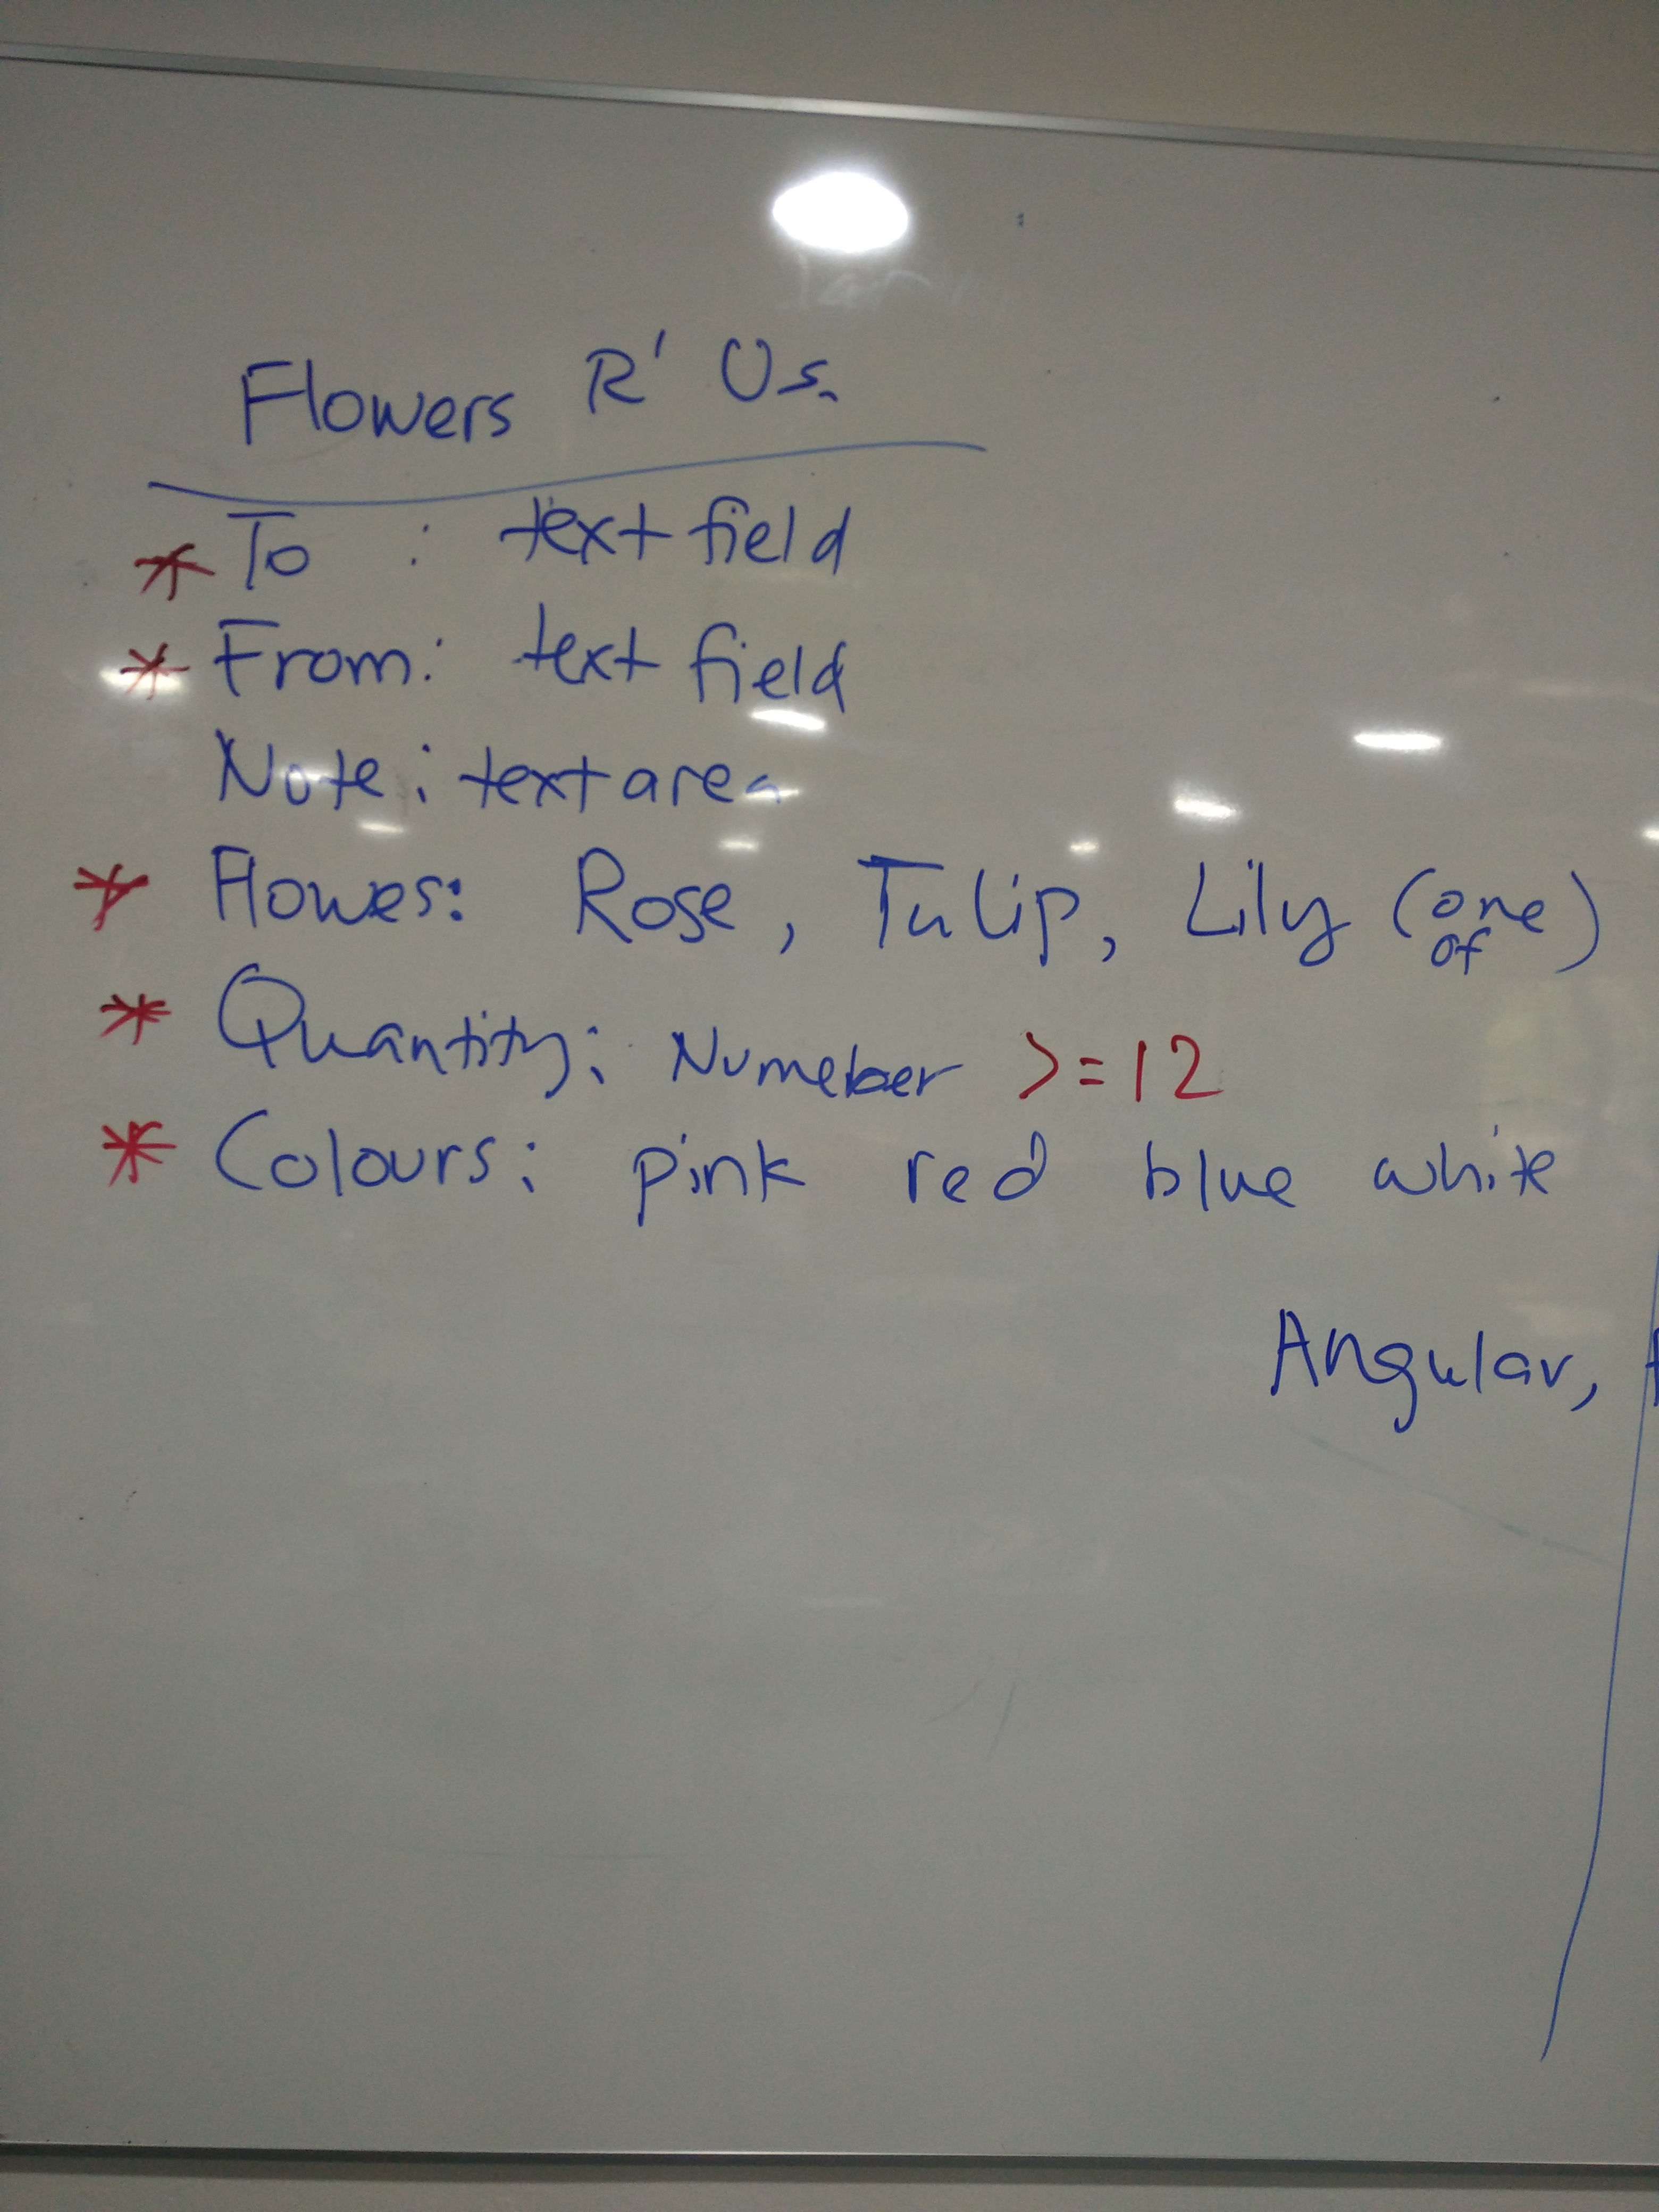 Flowers R' Us.
* To : text field
* From: text field
Note: textarea
* Flowes: Rose, Tulip, Lily (one of)
* Quantity: Numeber >=12
* Colours: pink red blue white
Angular,